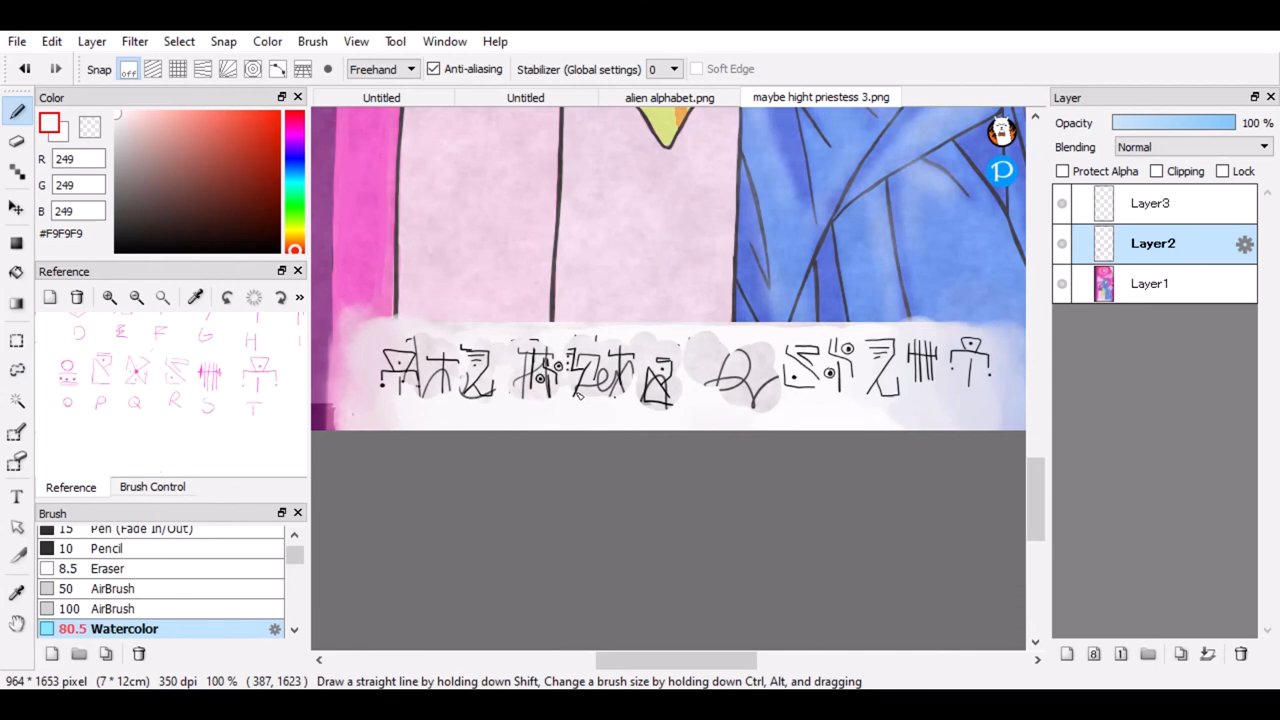 File Edit Layer Filter Select Snap Color Brush View Tool Window Help
Snap off Freehand Anti-aliasing Stabilizer (Global settings) 0 Soft Edge
Color
Untitled Untitled alien alphabet.png maybe hight priestess 3.png
Layer
R 249
G 249
B 249
#F9F9F9
Opacity 100 %
Blending Normal
Protect Alpha Clipping Lock
Layer3
Layer2
Layer1
Reference
D E F G H
O P Q R S T
Reference Brush Control
Brush
15 Pen (Fade In/Out)
10 Pencil
8.5 Eraser
50 AirBrush
100 AirBrush
80.5 Watercolor
964 * 1653 pixel (7 * 12cm) 350 dpi 100 % ( 387, 1623 ) Draw a straight line by holding down Shift, Change a brush size by holding down Ctrl, Alt, and dragging